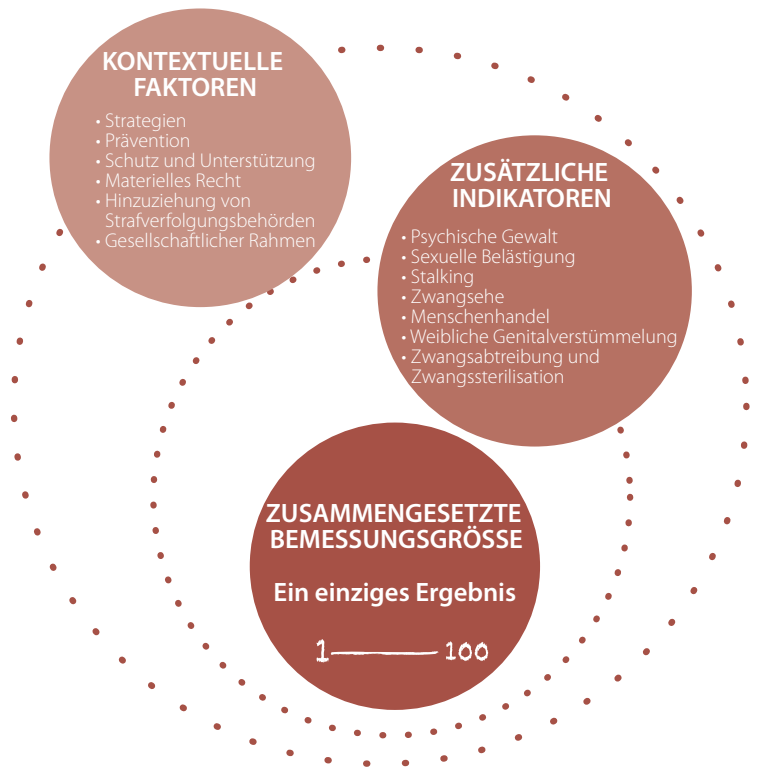 KONTEXTUELLE
FAKTOREN
• Strategien
• Prävention
• Schutz und Unterstützung
• Materielles Recht
• Hinzuziehung von
Strafverfolgungsbehörden
• Gesellschaftlicher Rahmen
ZUSÄTZLICHE
INDIKATOREN
• Psychische Gewalt
• Sexuelle Belästigung
• Stalking
• Zwangsehe
• Menschenhandel
• Weibliche Genitalverstümmelung
• Zwangsabtreibung und
Zwangssterilisation
ZUSAMMENGESETZTE
BEMESSUNGSGRÖSSE
Ein einziges Ergebnis
1 100